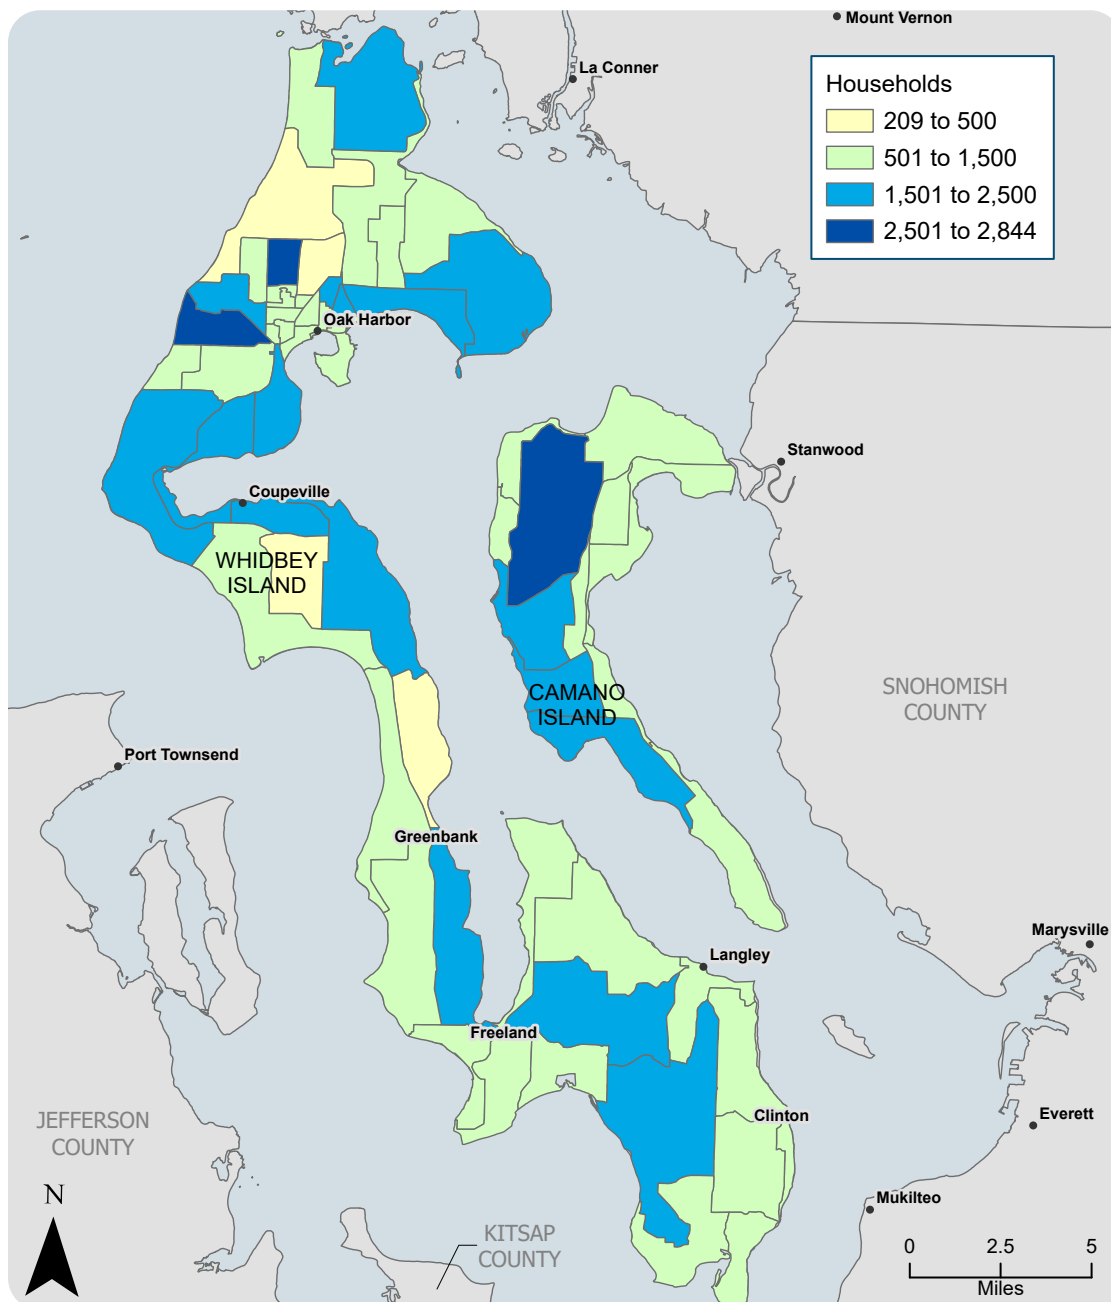 Mount Vernon
La Conner
Households
209 to 500
501 to 1,500
1,501 to 2,500
2,501 to 2,844
Oak Harbor
Stanwood
Coupeville
WHIDBEY
ISLAND
SNOHOMISH
COUNTY
CAMANO
ISLAND
Port Townsend
Greenbank
Marysville
Langley
Freeland
JEFFERSON
COUNTY
Clinton
Everett
N
Mukilteo
KITSAP
COUNTY
0 2.5 5
Miles